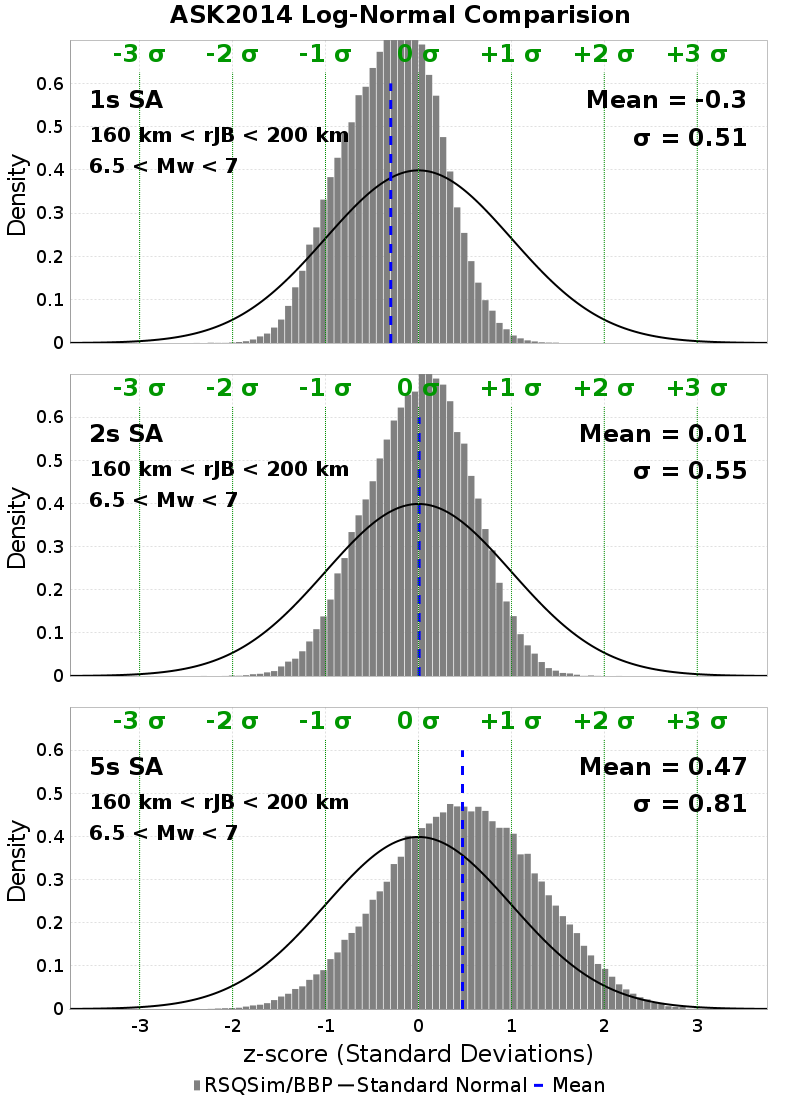 ASK2014 Log-Normal Comparision
-3 σ -2 σ -1 σ 0 σ +1 σ +2 σ +3 σ
0.6
1s SA Mean = -0.3
0.5 160 km < rJB < 200 km σ = 0.51
0.4 6.5 < Mw < 7
Density
0.3
0.2
0.1
0
-3 σ -2 σ -1 σ 0 σ +1 σ +2 σ +3 σ
0.6
2s SA Mean = 0.01
0.5 160 km < rJB < 200 km σ = 0.55
0.4 6.5 < Mw < 7
Density
0.3
0.2
0.1
0
-3 σ -2 σ -1 σ 0 σ +1 σ +2 σ +3 σ
0.6
5s SA Mean = 0.47
0.5 160 km < rJB < 200 km σ = 0.81
0.4 6.5 < Mw < 7
Density
0.3
0.2
0.1
0
-3 -2 -1 0 1 2 3
z-score (Standard Deviations)
RSQSim/BBP Standard Normal Mean